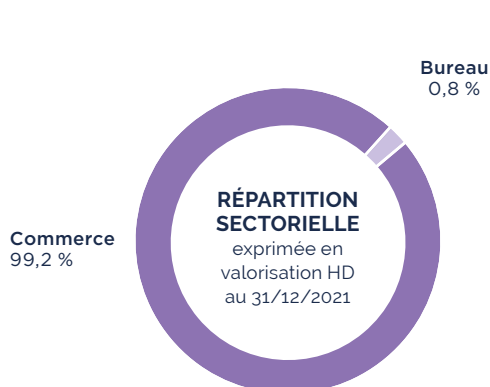 Bureau
0,8 %
RÉPARTITION
SECTORIELLE
exprimée en
valorisation HD
au 31/12/2021
Commerce
99,2 %